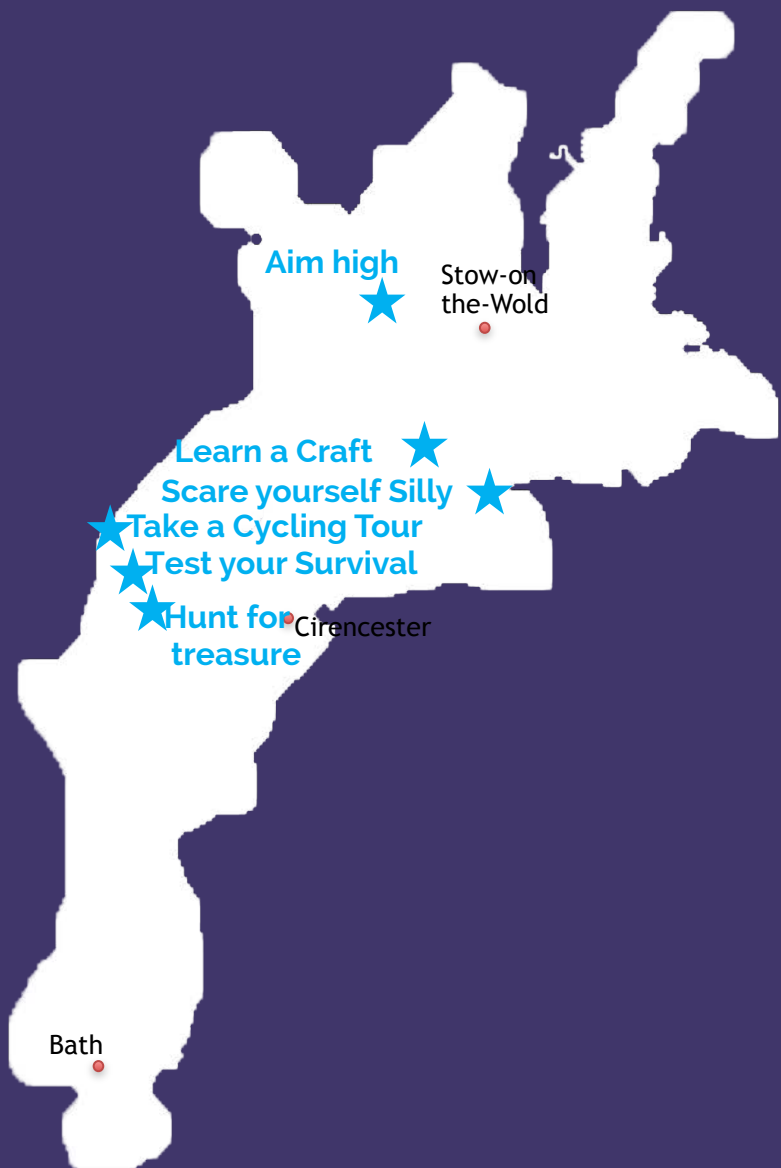 Aim high
Stow-on
the-Wold
Learn a Craft
Scare yourself Silly
Take a Cycling Tour
Test your Survival
Hunt for
treasure
Cirencester
Bath